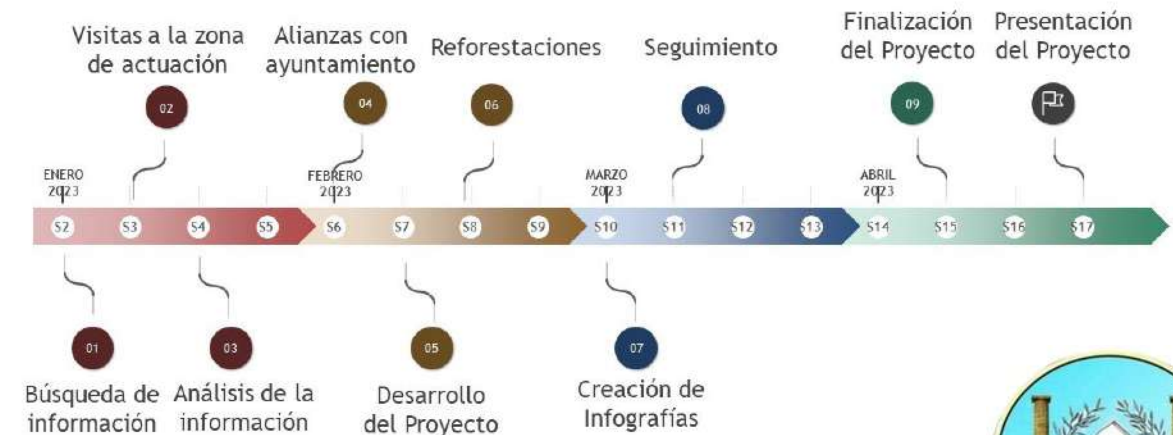 Visitas a la zona
de actuación
Alianzas con
ayuntamiento
Reforestaciones
Seguimiento
Finalización
del Proyecto
Presentación
del Proyecto
02
04
06
08
09
ENERO
2023
FEBRERO
2023
MARZO
2023
ABRIL
2023
S2 S3 S4 S5 S6 S7 S8 S9 S10 S11 S12 S13 S14 S15 S16 S17
01
03
05
07
Búsqueda de
información
Análisis de la
información
Desarrollo
del Proyecto
Creación de
Infografías